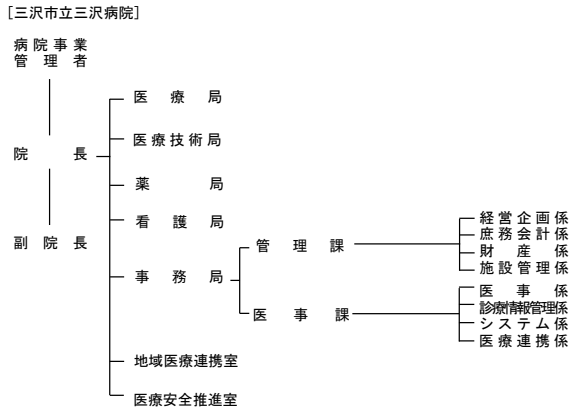 [三沢市立三沢病院]
病院事業
管理者
院長
副院長
医療局
医療技術局
薬局
看護局
事務局
地域医療連携室
医療安全推進室
管理課
医事課
経営企画係
庶務会計係
財産係
施設管理係
医事係
診療情報管理係
システム係
医療連携係